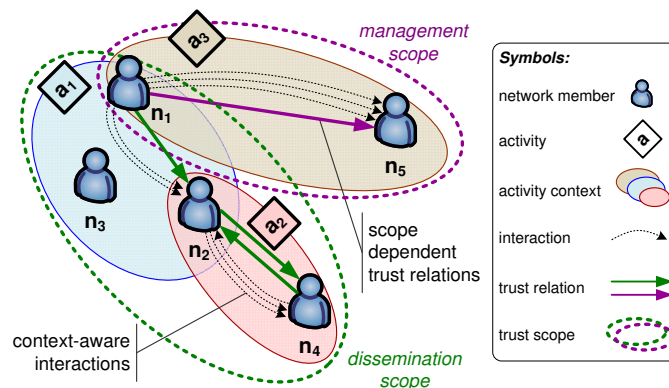 management
scope
a3
a1
n1
n5
n3
a2
n2
n4
scope
dependent
trust relations
context-aware
interactions
dissemination
scope
Symbols:
network member
activity
a
activity context
interaction
trust relation
trust scope